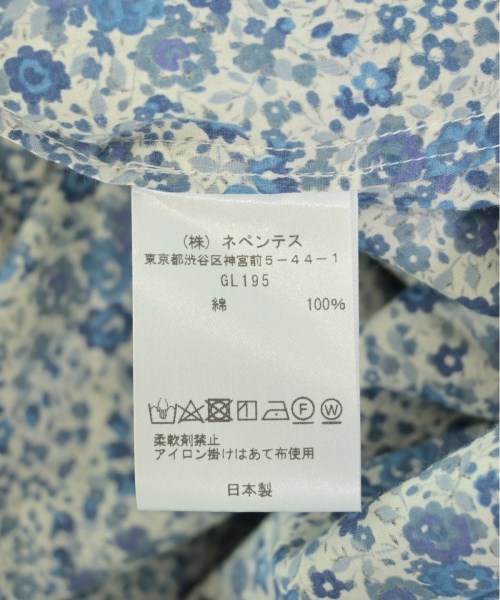 (株) ネペンテス
東京都渋谷区神宮前5-44-1
GL195
綿 100%
F W
柔軟剤禁止
アイロン掛けはあて布使用
日本製